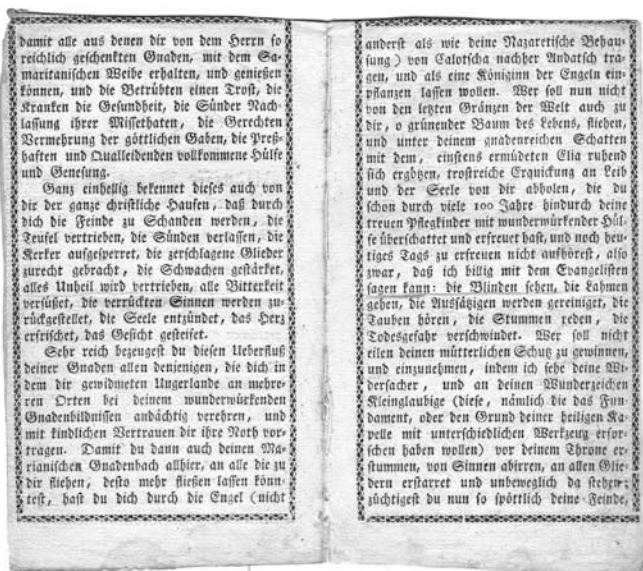 damit alle aus denen dir von dem Herrn so
reichlich geschenkten Gnaden, mit dem Sa-
maritanischen Weibe erhalten, und genießen
können, und die Betrübten einen Trost, die
Kranken die Gesundheit, die Sünder Nach-
lassung ihrer Missethaten, die Gerechten
Vermehrung der göttlichen Gaben, die Preß-
haften und Qualleidenden vollkommene Hülfe
und Genesung.
Ganz einhellig bekennet dieses auch von
dir der ganze christliche Haufen, daß durch
dich die Feinde zu Schanden werden, die
Teufel vertrieben, die Sünden verlassen, die
Kerker aufgesperret, die zerschlagene Glieder
zurecht gebracht, die Schwachen gestärket,
alles Unheil wird vertrieben, alle Bitterkeit
versüßet, die verrückten Sinnen werden zu-
rückgestellet, die Seele entzündet, das Herz
erfrischet, das Gesicht gesteifet.
Sehr reich bezeugest du diesen Ueberfluß
deiner Gnaden allen denjenigen, die dich in
dem dir gewidmeten Ungerlande an mehre-
ren Orten bei deinem wunderwürkenden
Gnadenbildnissen andächtig verehren, und
mit kindlichen Vertrauen dir ihre Noth vor-
tragen. Damit du dann auch deinen Ma-
rianischen Gnadenbach allhier, an alle die zu
dir fliehen, desto mehr fließen lassen könn-
test, hast du dich durch die Engel (nicht
anderst als wie deine Nazaretische Behau-
sung) von Calotscha nachher Andatsch tra-
gen, und als eine Königinn der Engeln ein-
pflanzen lassen wollen. Wer soll nun nicht
von den letzten Gränzen der Welt auch zu
dir, o grünender Baum des Lebens, fliehen,
und unter deinem gnadenreichen Schatten
mit dem, einstens ermüdeten Elia ruhend
sich ergötzen, trostreiche Erquickung an Leib
und der Seele von dir abholen, die du
schon durch viele 100 Jahre hindurch deine
treuen Pflegkinder mit wunderwürkender Hül-
fe überschattet und erfreuet hast, und noch heu-
tiges Tags zu erfreuen nicht aufhörest, also
zwar, daß ich billig mit dem Evangelisten
sagen kann: die Blinden sehen, die Lahmen
gehen, die Aussätzigen werden gereiniget, die
Tauben hören, die Stummen reden, die
Todesgefahr verschwindet. Wer soll nicht
eilen deinen mütterlichen Schutz zu gewinnen,
und einzunehmen, indem ich sehe deine Wi-
dersacher, und an deinen Wunderzeichen
Kleinglaubige (diese, nämlich die das Fun-
dament, oder den Grund deiner heiligen Ka-
pelle mit unterschiedlichen Werkzeug erfor-
schen haben wollen) vor deinem Throne er-
stummen, von Sinnen abirren, an allen Glie-
dern erstarret und unbeweglich da stehen;
züchtigest du nun so spöttlich deine Feinde,